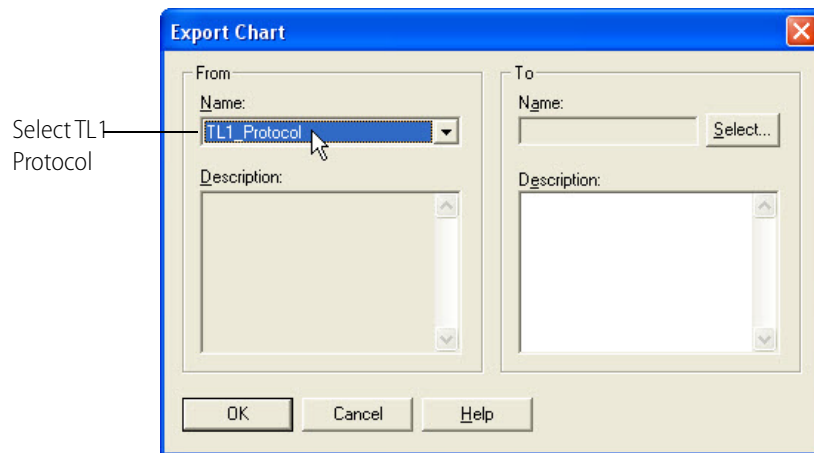 Export Chart
Select TL1
Protocol
From
Name:
TL1_Protocol
Description:
To
Name:
Select...
Description:
OK
Cancel
Help